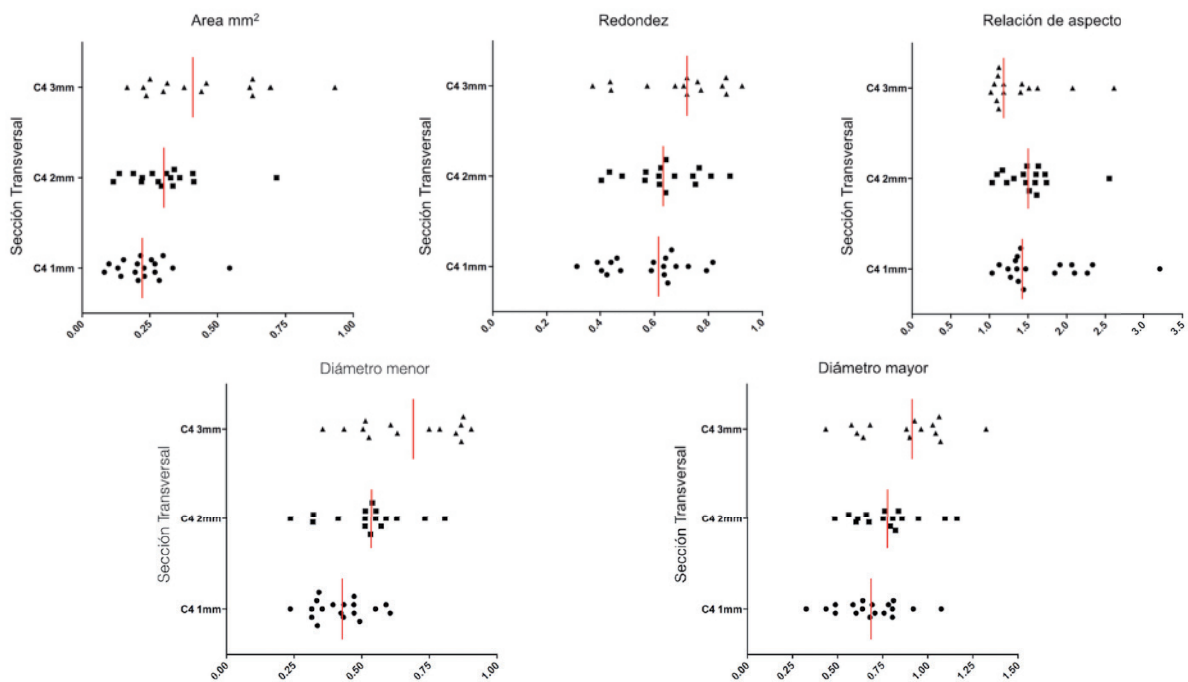 Area mm²
Sección Transversal
C4 3mm
C4 2mm
C4 1mm
0.00 0.25 0.50 0.75 1.00
Redondez
Sección Transversal
C4 3mm
C4 2mm
C4 1mm
0.0 0.2 0.4 0.6 0.8 1.0
Relación de aspecto
Sección Transversal
C4 3mm
C4 2mm
C4 1mm
0.0 0.5 1.0 1.5 2.0 2.5 3.0 3.5
Diámetro menor
Sección Transversal
C4 3mm
C4 2mm
C4 1mm
0.00 0.25 0.50 0.75 1.00
Diámetro mayor
Sección Transversal
C4 3mm
C4 2mm
C4 1mm
0.00 0.25 0.50 0.75 1.00 1.25 1.50